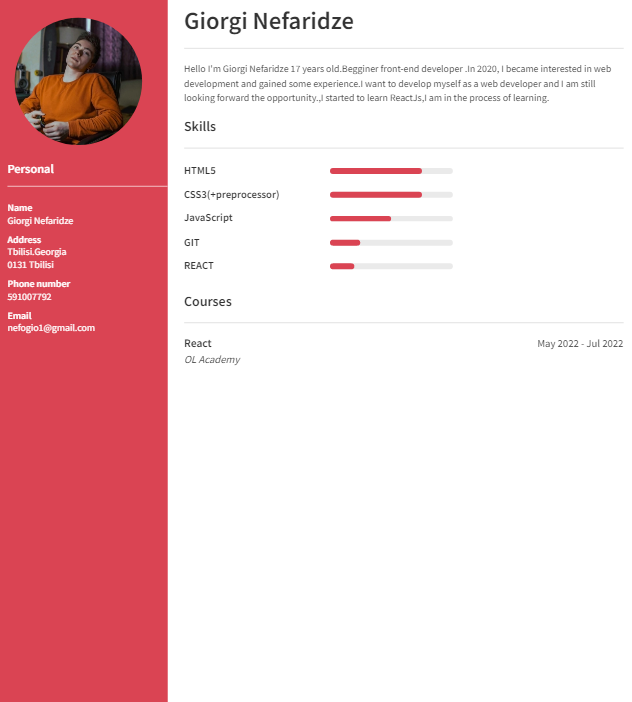 Giorgi Nefaridze
Hello I'm Giorgi Nefaridze 17 years old.Begginer front-end developer .In 2020, I became interested in web
development and gained some experience.I want to develop myself as a web developer and I am still
looking forward the opportunity.,I started to learn ReactJs,I am in the process of learning.
Skills
HTML5
CSS3(+preprocessor)
JavaScript
GIT
REACT
Courses
React May 2022 - Jul 2022
OL Academy
Personal
Name
Giorgi Nefaridze
Address
Tbilisi.Georgia
0131 Tbilisi
Phone number
591007792
Email
nefogio1@gmail.com